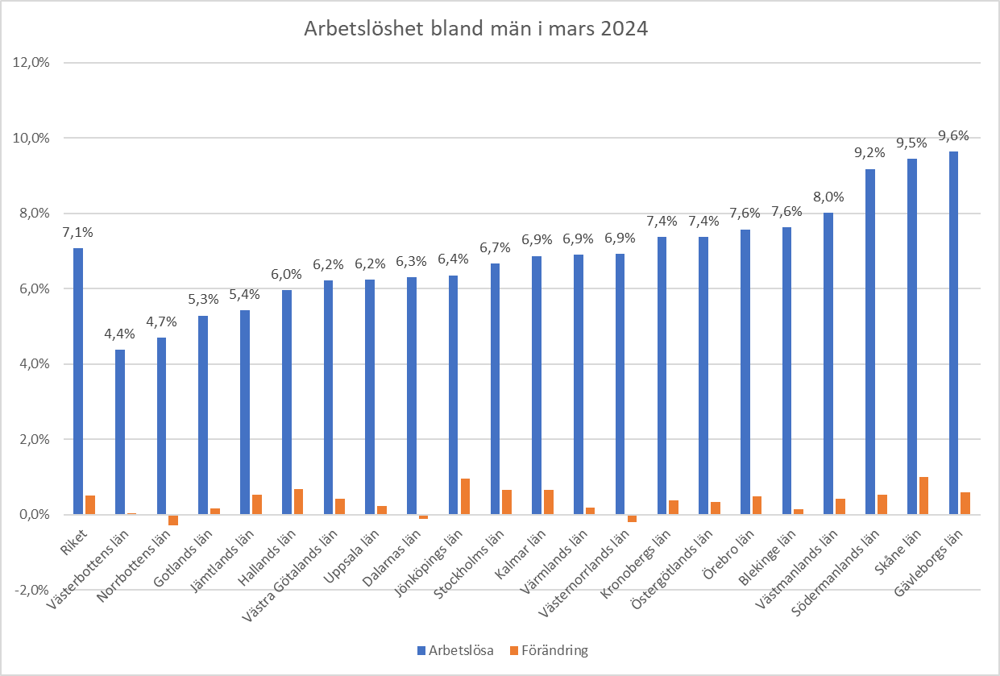 Arbetslöshet bland män i mars 2024
12,0%
10,0%
8,0%
6,0%
4,0%
2,0%
0,0%
-2,0%
7,1%
4,4%
4,7%
5,3%
5,4%
6,0%
6,2%
6,2%
6,3%
6,4%
6,7%
6,9%
6,9%
6,9%
7,4%
7,4%
7,6%
7,6%
8,0%
9,2%
9,5%
9,6%
Riket
Västerbottens län
Norrbottens län
Gotlands län
Jämtlands län
Hallands län
Västra Götalands län
Uppsala län
Dalarnas län
Jönköpings län
Stockholms län
Kalmar län
Värmlands län
Västernorrlands län
Kronobergs län
Östergötlands län
Örebro län
Blekinge län
Västmanlands län
Södermanlands län
Skåne län
Gävleborgs län
Arbetslösa
Förändring